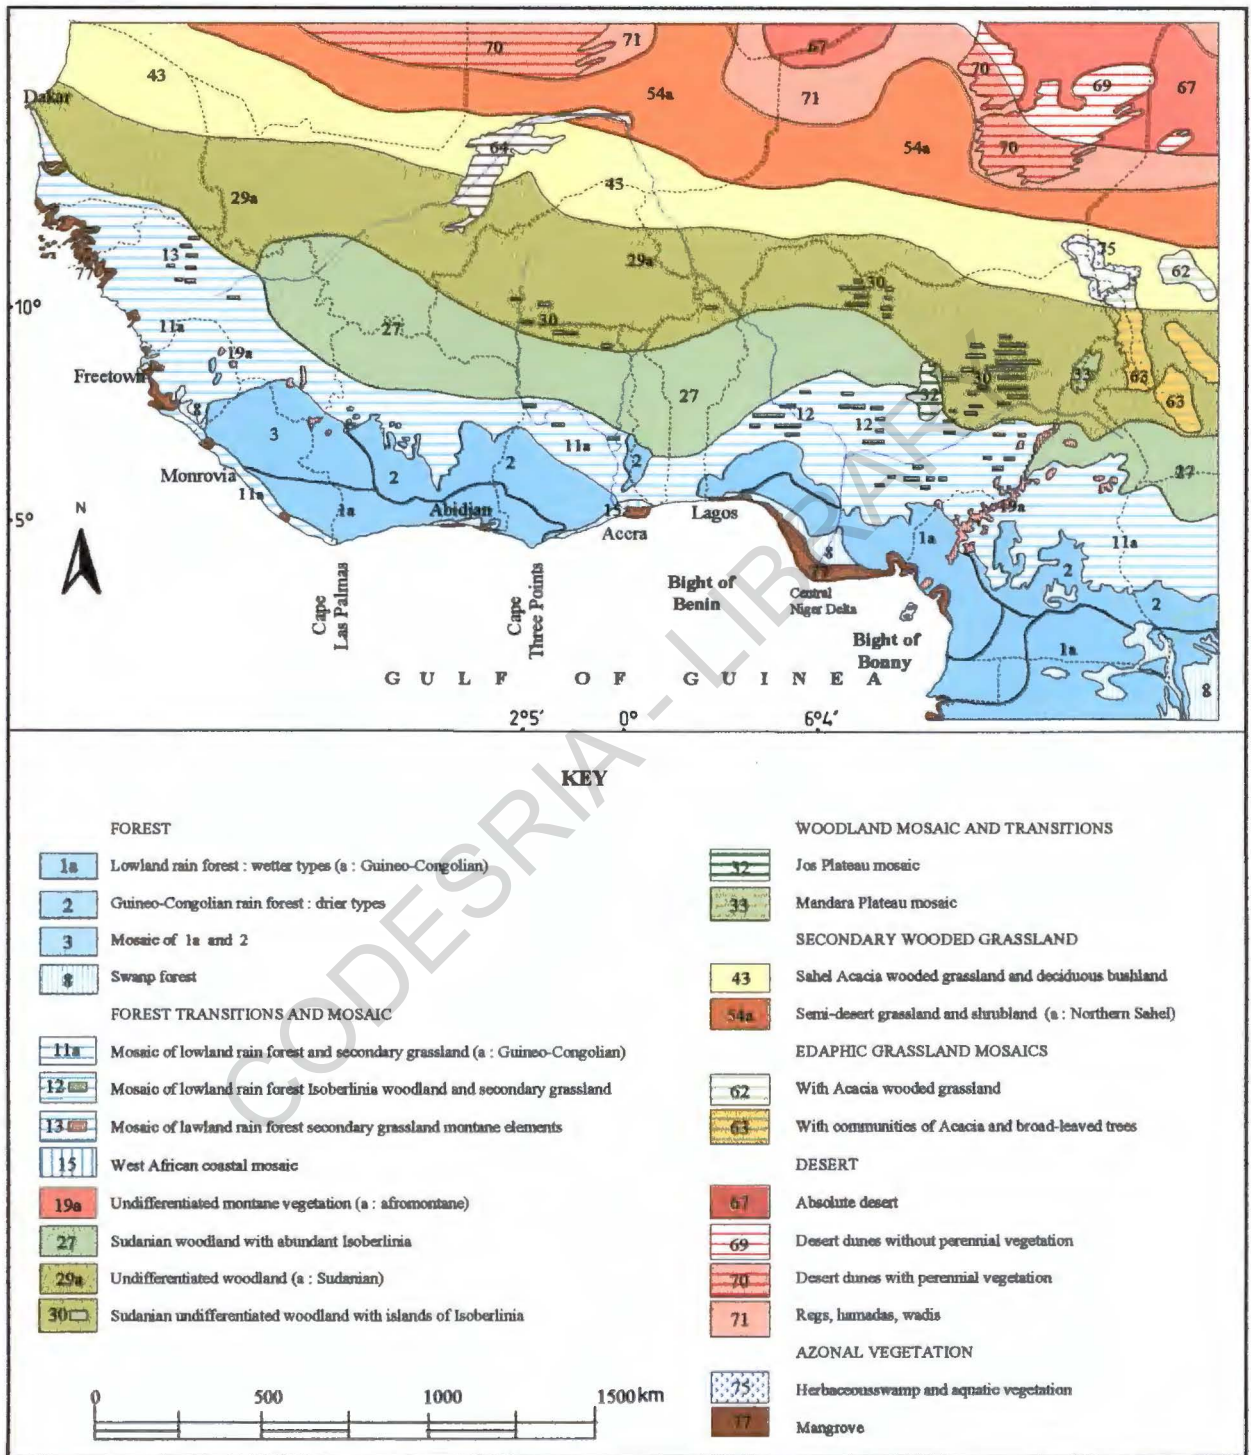 70
71
67
43
54a
71
70
69
67
Dakar
64
54a
70
43
29a
75
62
13
29a
77
30
10°
11a
27
30
19a
33
63
Freetown
30
32
63
8
27
12
12
3
11a
2
2
2
27
Monrovia
11a
19a
N
1a
Abidjan
15a
Lagos
1a
11a
5°
Accra
8
2
77
Bight of
Benin
Central
Niger Delta
2
Cape
Las Palmas
Cape
Three Points
Bight of
Bonny
1a
8
GULF OF GUINEA
2°5′ 0° 6°4′
KEY
FOREST
1a Lowland rain forest : wetter types (a : Guineo-Congolian)
2 Guineo-Congolian rain forest : drier types
3 Mosaic of 1a and 2
8 Swanp forest
FOREST TRANSITIONS AND MOSAIC
11a Mosaic of lowland rain forest and secondary grassland (a : Guineo-Congolian)
12 Mosaic of lowland rain forest Isoberlinia woodland and secondary grassland
13 Mosaic of lawland rain forest secondary grassland montane elements
15 West African coastal mosaic
19a Undifferentiated montane vegetation (a : afromontane)
27 Sudanian woodland with abundant Isoberlinia
29a Undifferentiated woodland (a : Sudanian)
30 Sudanian undifferentiated woodland with islands of Isoberlinia
0 500 1000 1500 km
WOODLAND MOSAIC AND TRANSITIONS
32 Jos Plateau mosaic
33 Mandara Plateau mosaic
SECONDARY WOODED GRASSLAND
43 Sahel Acacia wooded grassland and deciduous bushland
54a Semi-desert grassland and shrubland (a : Northern Sahel)
EDAPHIC GRASSLAND MOSAICS
62 With Acacia wooded grassland
63 With communities of Acacia and broad-leaved trees
DESERT
67 Absolute desert
69 Desert dunes without perennial vegetation
70 Desert dunes with perennial vegetation
71 Regs, hamadas, wadis
AZONAL VEGETATION
75 Herbaceousswamp and aquatic vegetation
77 Mangrove
CODESRIA - LIBRARY